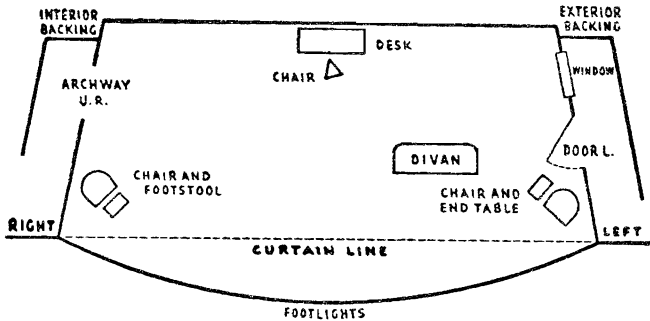 INTERIOR
BACKING
EXTERIOR
BACKING
DESK
CHAIR
WINDOW
ARCHWAY
U.R.
DIVAN
DOOR L.
CHAIR AND
FOOTSTOOL
CHAIR AND
END TABLE
RIGHT
LEFT
CURTAIN LINE
FOOTLIGHTS